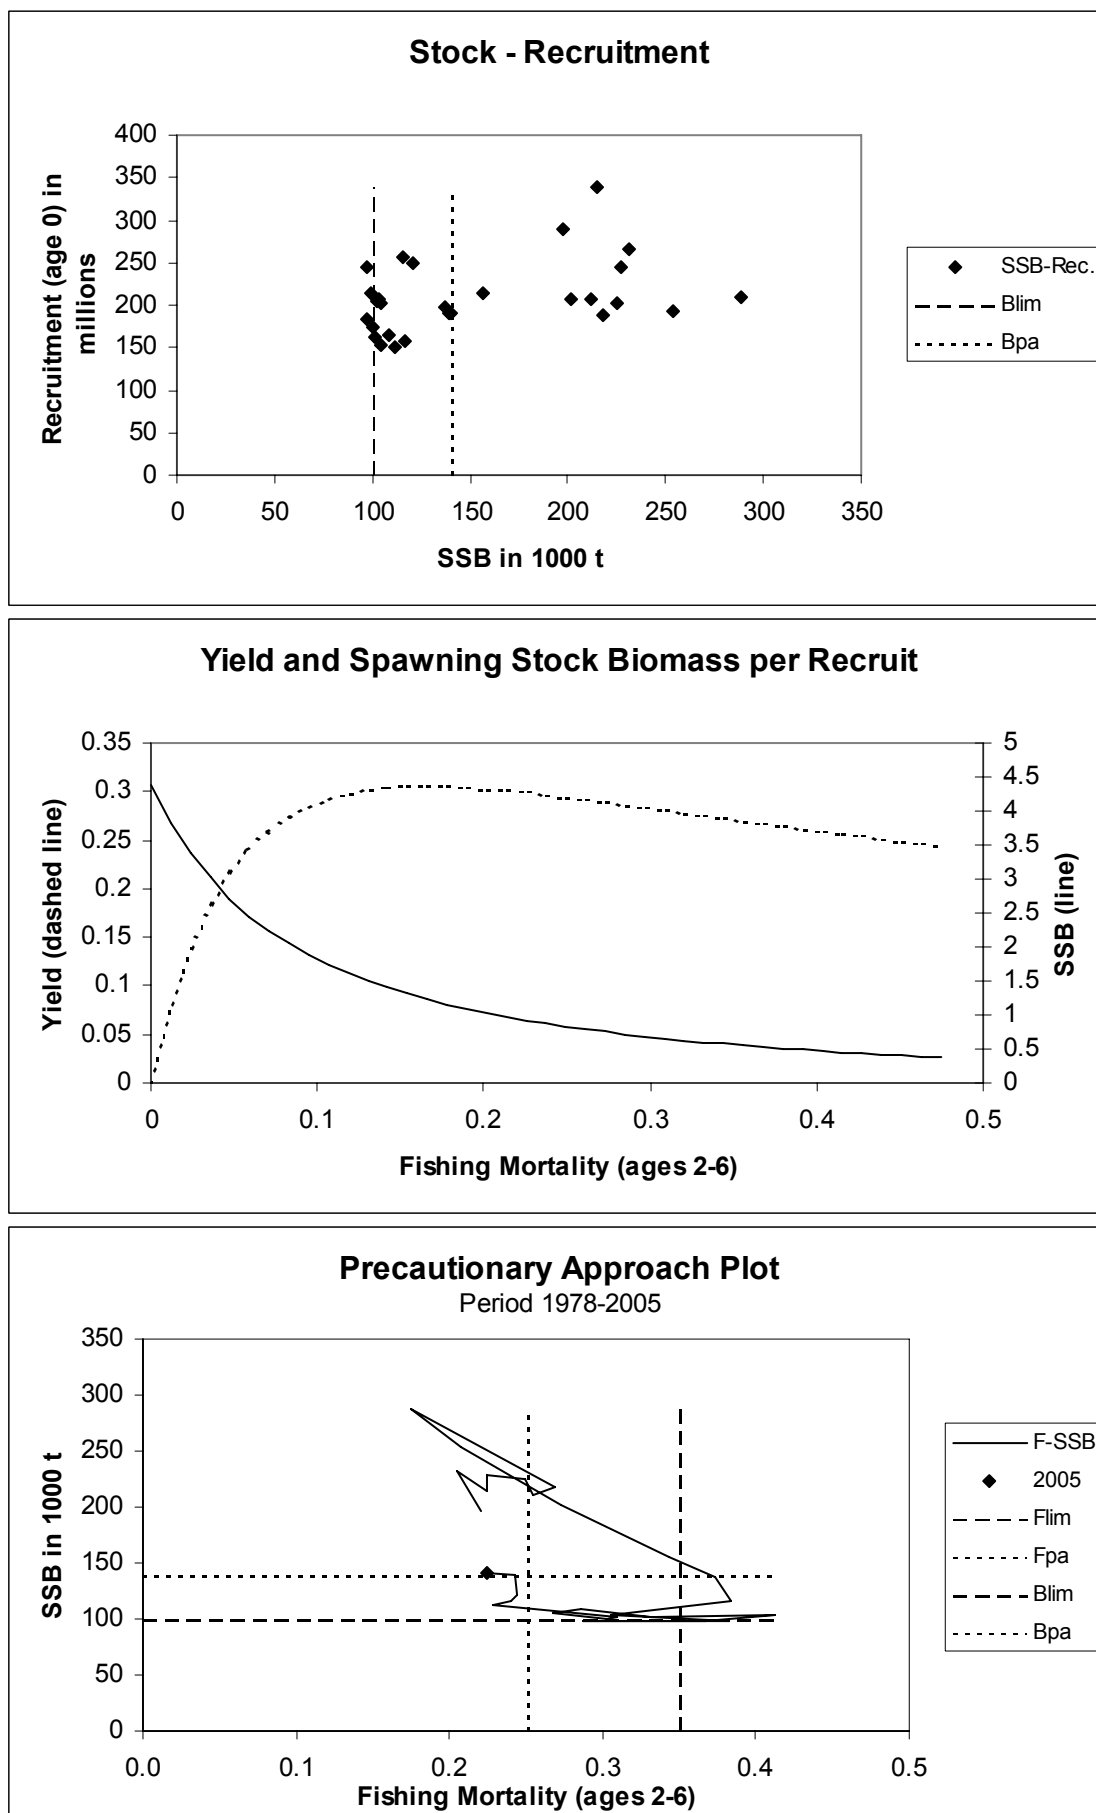 Stock - Recruitment
Recruitment (age 0) in
millions
400
350
300
250
200
150
100
50
0
0 50 100 150 200 250 300 350
SSB in 1000 t
SSB-Rec.
Blim
Bpa
Yield and Spawning Stock Biomass per Recruit
Yield (dashed line)
0.35
0.3
0.25
0.2
0.15
0.1
0.05
0
5
4.5
4
3.5
3
2.5
2
1.5
1
0.5
0
SSB (line)
0 0.1 0.2 0.3 0.4 0.5
Fishing Mortality (ages 2-6)
Precautionary Approach Plot
Period 1978-2005
SSB in 1000 t
350
300
250
200
150
100
50
0
0.0 0.1 0.2 0.3 0.4 0.5
Fishing Mortality (ages 2-6)
F-SSB
2005
Flim
Fpa
Blim
Bpa